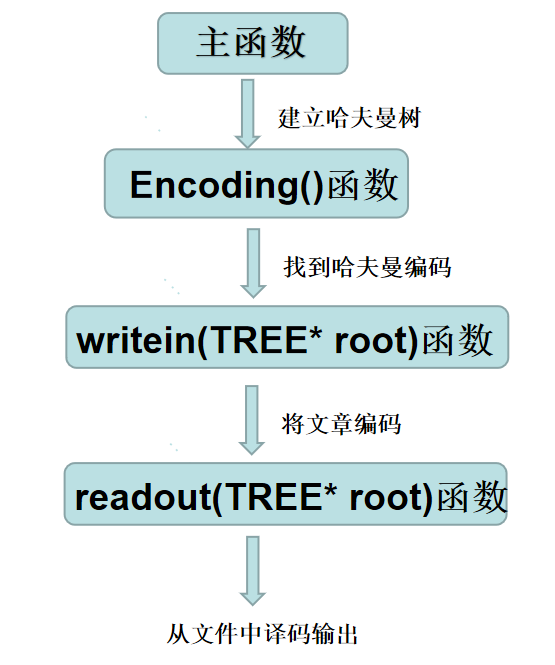 主函数
建立哈夫曼树
Encoding()函数
找到哈夫曼编码
writein(TREE* root)函数
将文章编码
readout(TREE* root)函数
从文件中译码输出